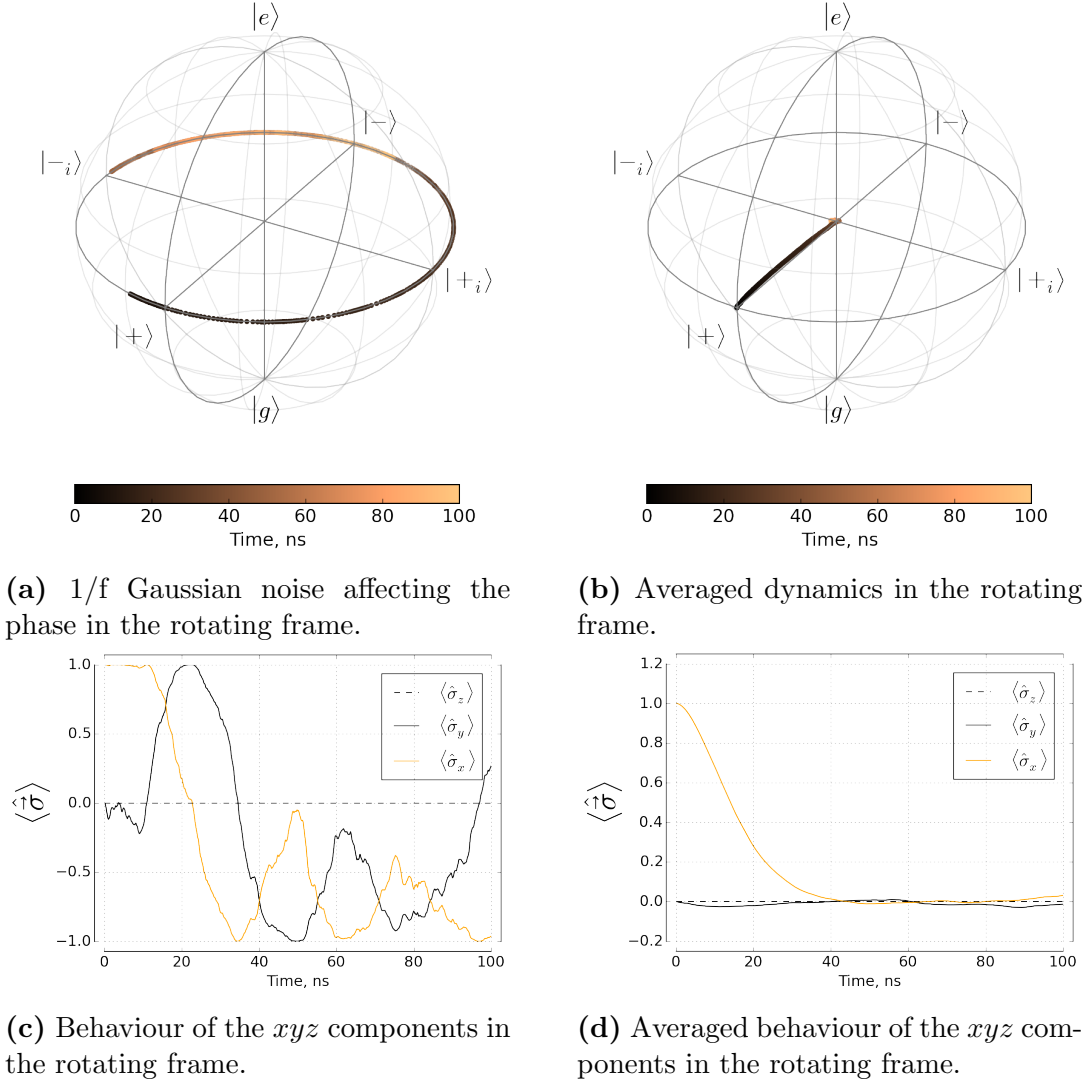 |e⟩
|−⟩
|−ᵢ⟩
|+ᵢ⟩
|+⟩
|g⟩
0 20 40 60 80 100
Time, ns
(a) 1/f Gaussian noise affecting the
phase in the rotating frame.
|e⟩
|−⟩
|−ᵢ⟩
|+ᵢ⟩
|+⟩
|g⟩
0 20 40 60 80 100
Time, ns
(b) Averaged dynamics in the rotating
frame.
1.0
0.5
0.0
−0.5
−1.0
⟨σ̂⃗⟩
⟨σ̂_z⟩
⟨σ̂_y⟩
⟨σ̂_x⟩
0 20 40 60 80 100
Time, ns
(c) Behaviour of the xyz components in
the rotating frame.
1.2
1.0
0.8
0.6
0.4
0.2
0.0
−0.2
⟨σ̂⃗⟩
⟨σ̂_z⟩
⟨σ̂_y⟩
⟨σ̂_x⟩
0 20 40 60 80 100
Time, ns
(d) Averaged behaviour of the xyz com-
ponents in the rotating frame.